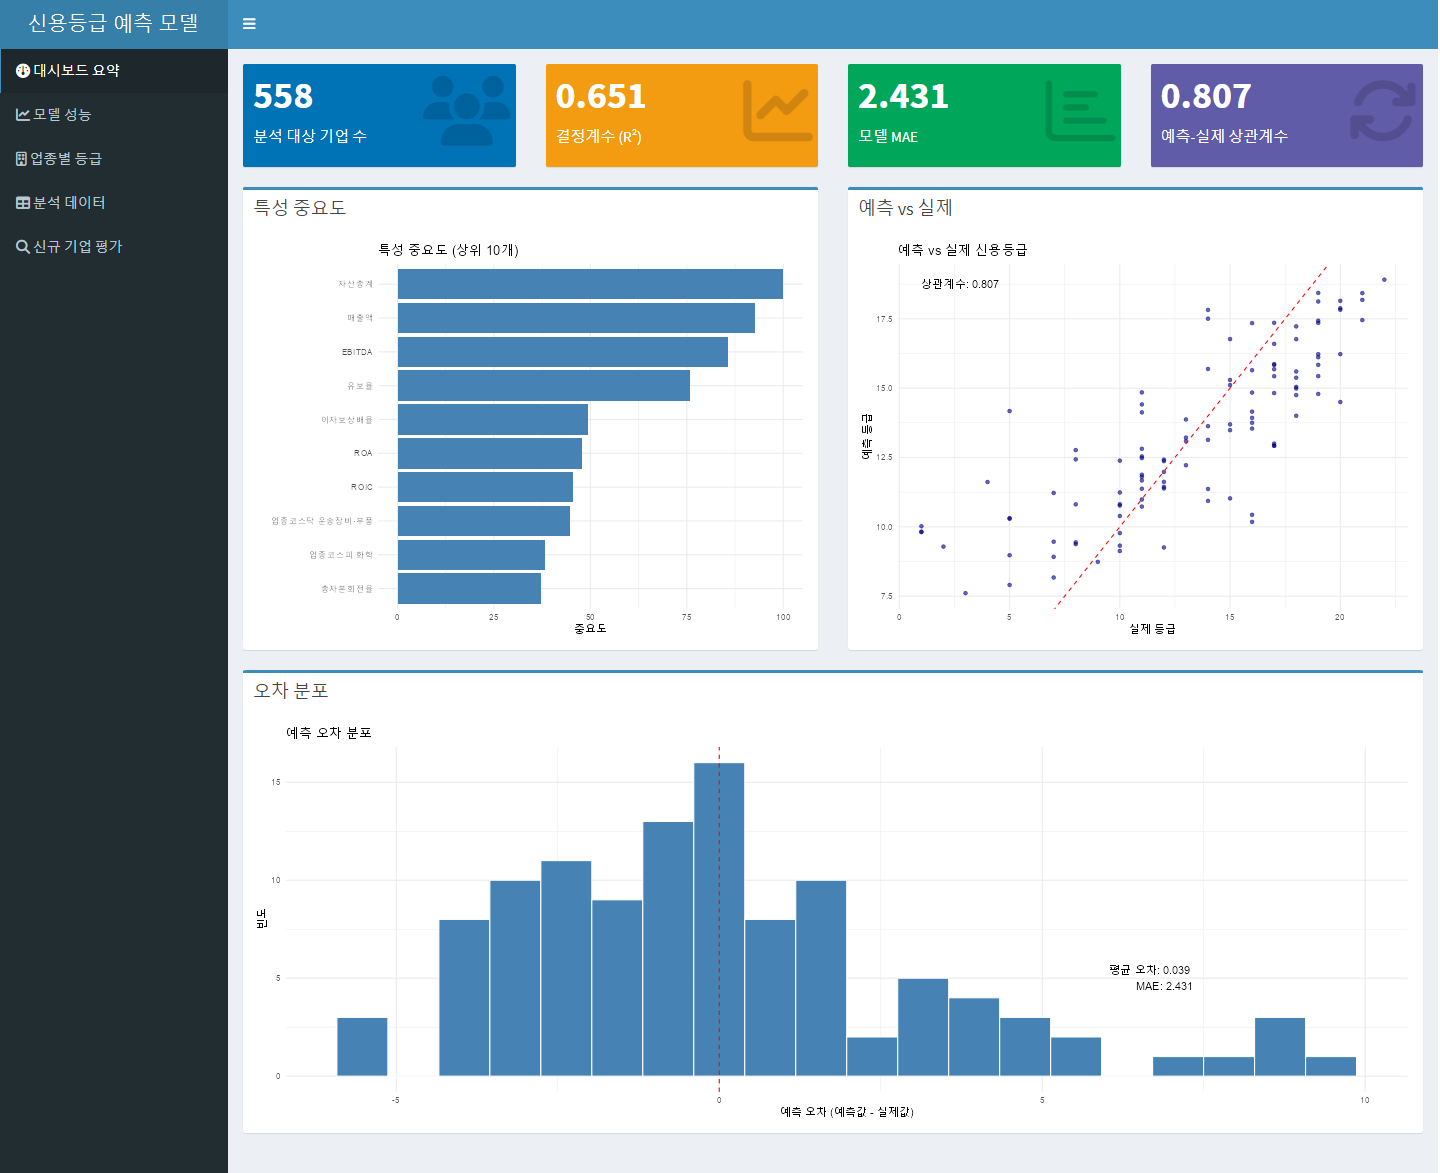 신용등급 예측 모델
대시보드 요약
모델 성능
업종별 등급
분석 데이터
신규 기업 평가
558
분석 대상 기업 수
0.651
결정계수 (R²)
2.431
모델 MAE
0.807
예측-실제 상관계수
특성 중요도
특성 중요도 (상위 10개)
자산총계
매출액
EBITDA
유보율
이자보상배율
ROA
ROIC
업종코스닥 운송장비·부품
업종코스피 화학
총자본회전율
0 25 50 75 100
중요도
예측 vs 실제
예측 vs 실제 신용등급
상관계수: 0.807
17.5
15.0
12.5
10.0
7.5
예측 등급
0 5 10 15 20
실제 등급
오차 분포
예측 오차 분포
15
10
5
0
빈도
평균 오차: 0.039
MAE: 2.431
-5 0 5 10
예측 오차 (예측값 - 실제값)